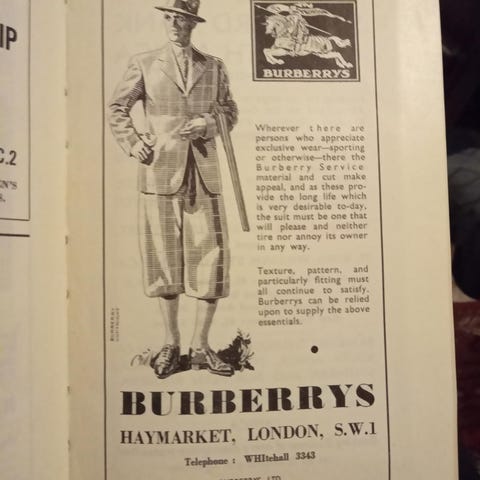 IP
C.2
BURBERRYS
Wherever there are
persons who appreciate
exclusive wear—sporting
or otherwise—there the
Burberry Service
material and cut make
appeal, and as these pro-
vide the long life which
is very desirable to-day,
the suit must be one that
will please and neither
tire nor annoy its owner
in any way.
Texture, pattern, and
particularly fitting must
all continue to satisfy.
Burberrys can be relied
upon to supply the above
essentials.
BURBERRY
COPYRIGHT
BURBERRYS
HAYMARKET, LONDON, S.W.1
Telephone : WHItehall 3343
BURBERRYS LTD.